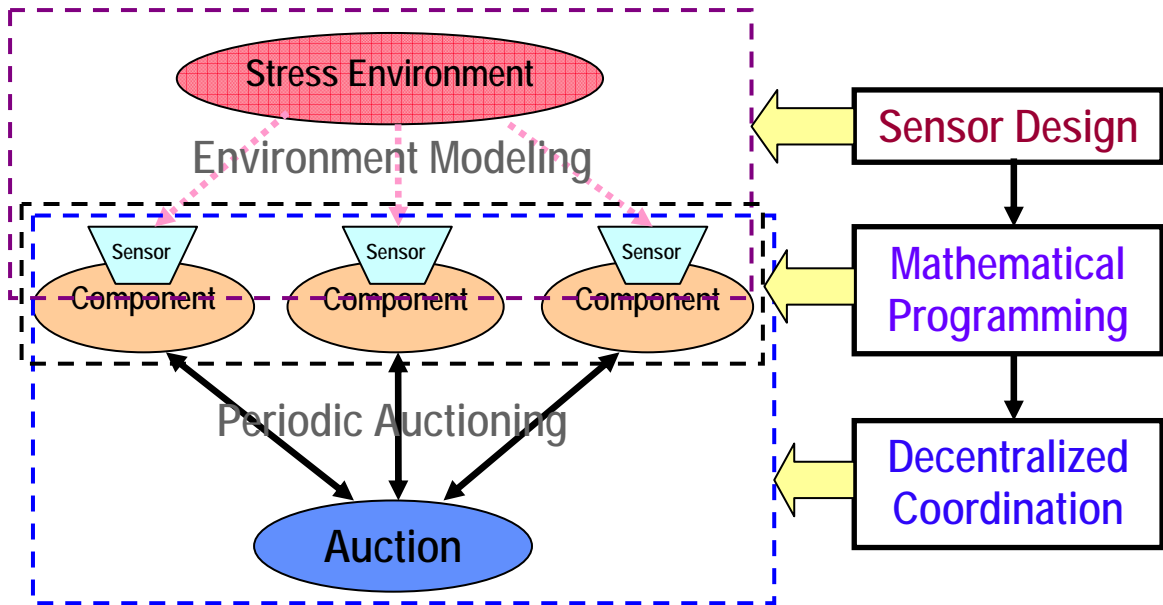 Stress Environment
Sensor Design
Environment Modeling
Sensor
Sensor
Sensor
Component
Component
Component
Mathematical
Programming
Periodic Auctioning
Decentralized
Coordination
Auction